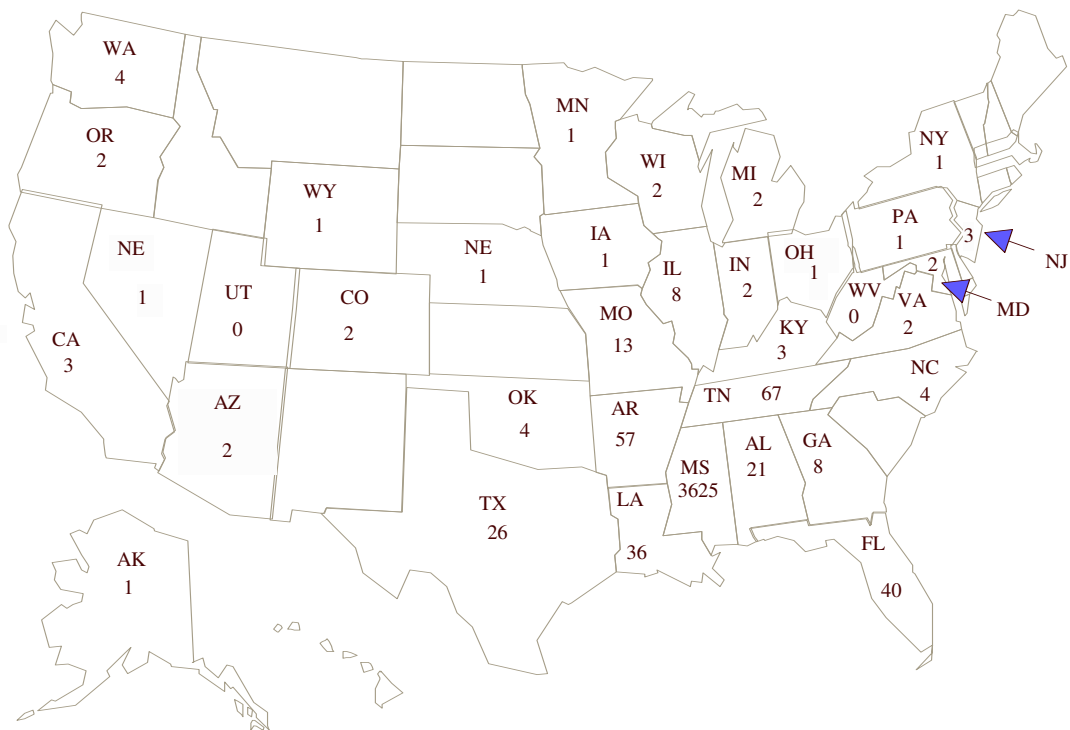 WA
4
OR
2
CA
3
NE
1
UT
0
AZ
2
WY
1
CO
2
NE
1
OK
4
TX
26
MN
1
IA
1
MO
13
AR
57
LA
36
WI
2
IL
8
MS
3625
MI
2
IN
2
KY
3
TN 67
AL
21
OH
1
WV
0
GA
8
FL
40
NY
1
PA
1
VA
2
NC
4
3
NJ
2
MD
AK
1